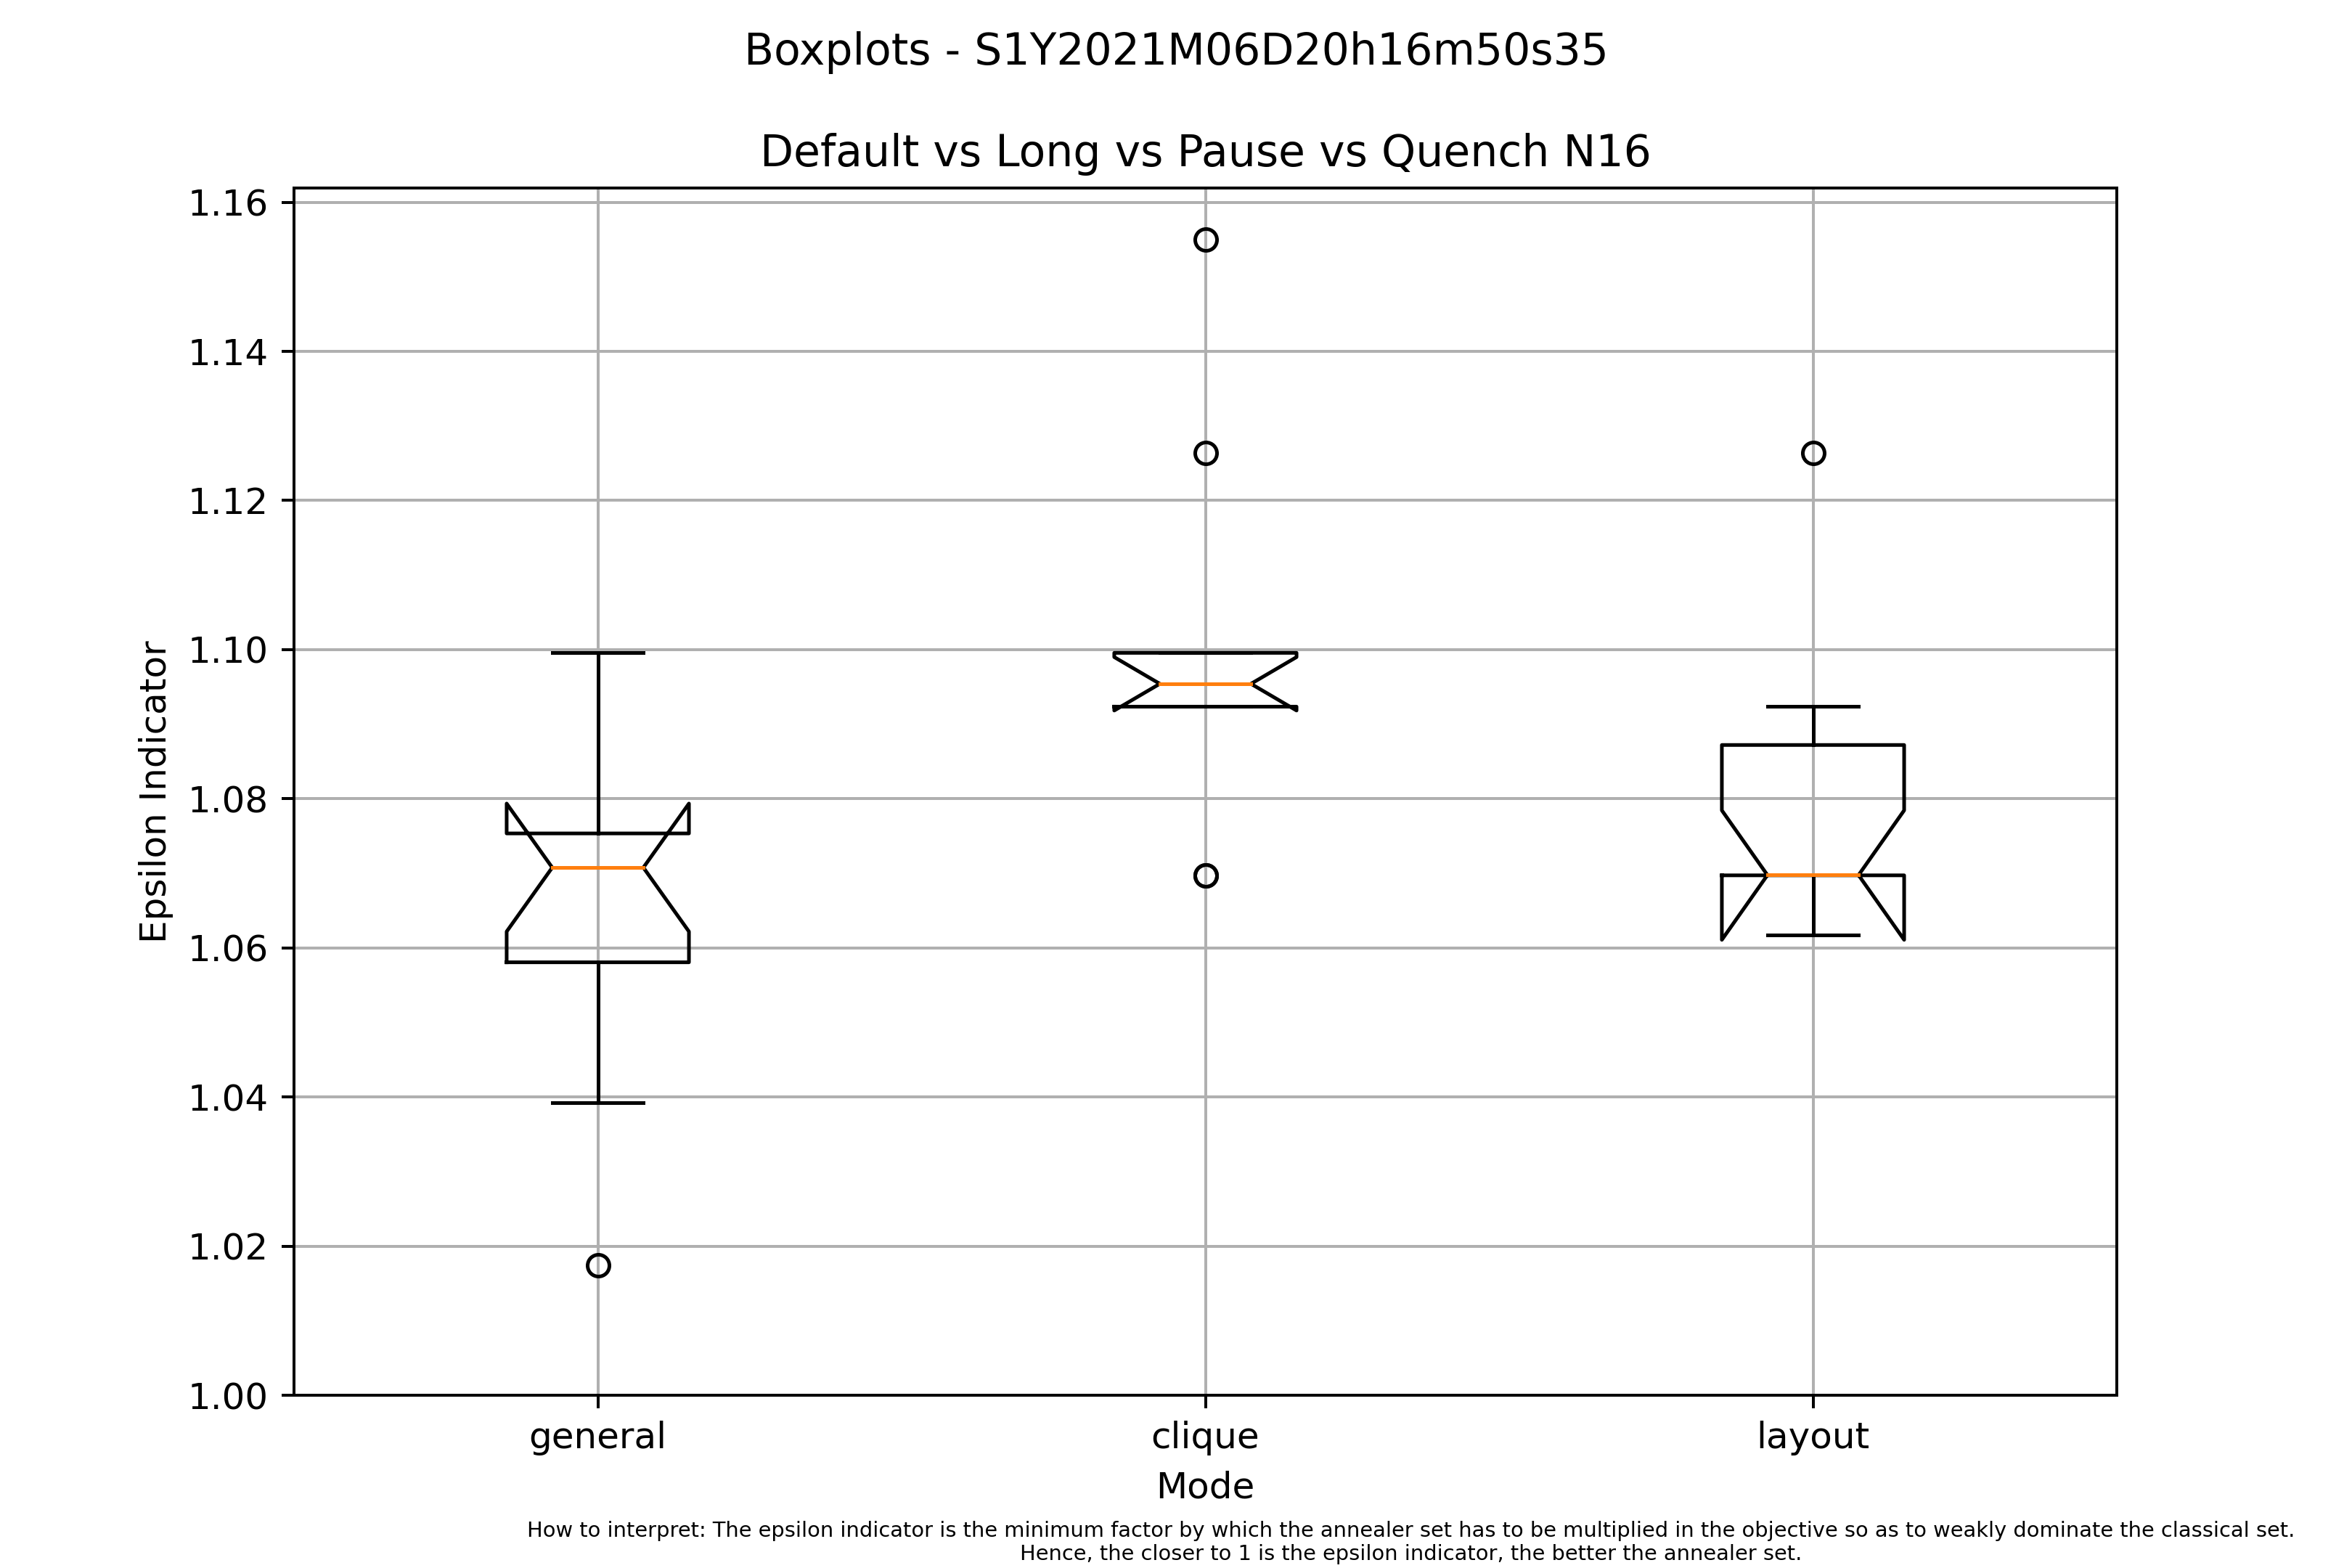 Boxplots - S1Y2021M06D20h16m50s35
Default vs Long vs Pause vs Quench N16
1.16
1.14
1.12
1.10
1.08
1.06
1.04
1.02
1.00
Epsilon Indicator
general
clique
layout
Mode
How to interpret: The epsilon indicator is the minimum factor by which the annealer set has to be multiplied in the objective so as to weakly dominate the classical set.
Hence, the closer to 1 is the epsilon indicator, the better the annealer set.